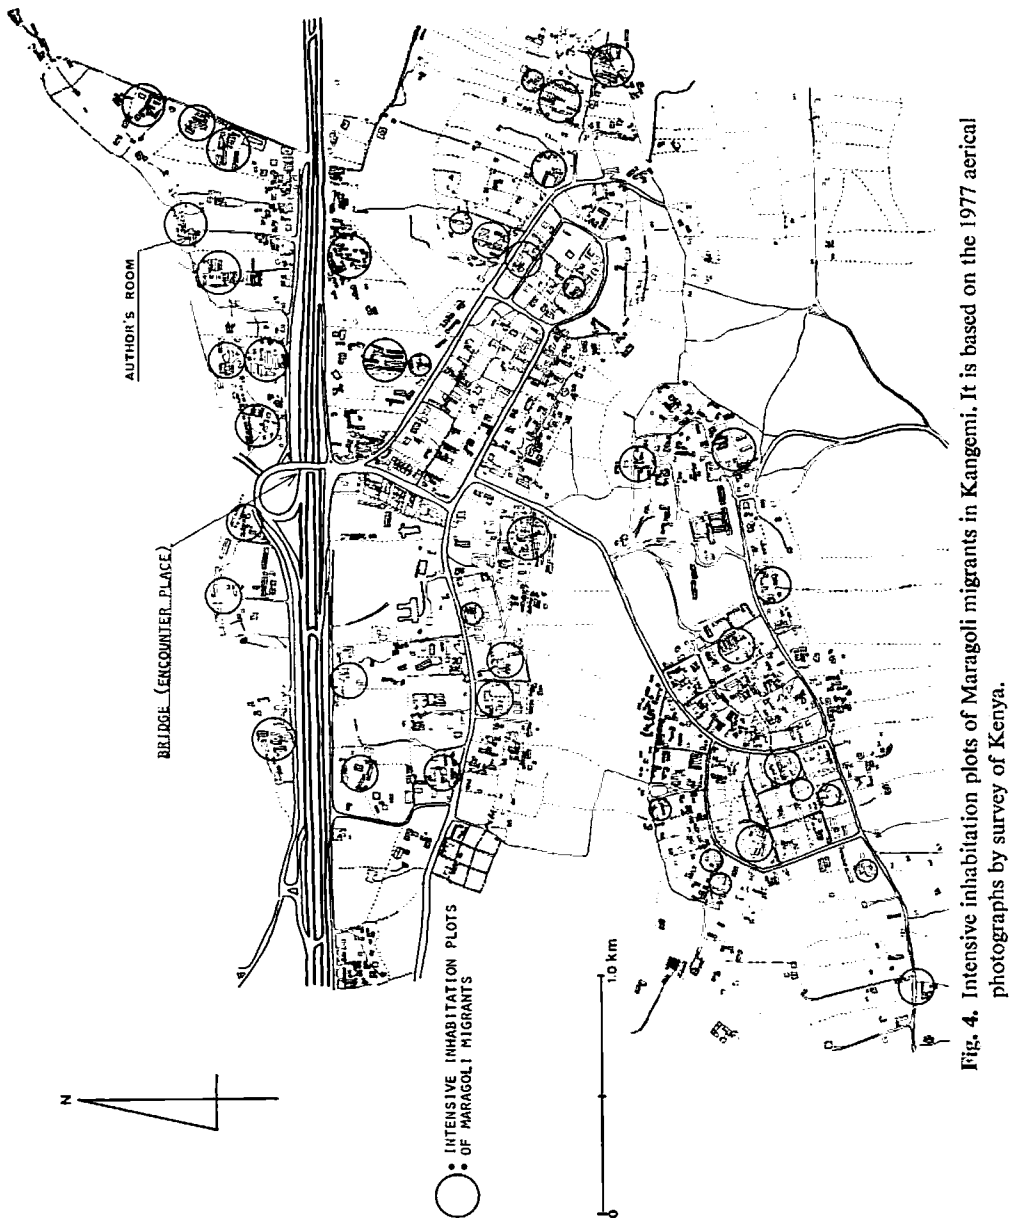 AUTHOR'S ROOM
BRIDGE (ENCOUNTER PLACE)
N
: INTENSIVE INHABITATION PLOTS
OF MARAGOLI MIGRANTS
0
1.0 km
Fig. 4. Intensive inhabitation plots of Maragoli migrants in Kangemi. It is based on the 1977 aerical
photographs by survey of Kenya.